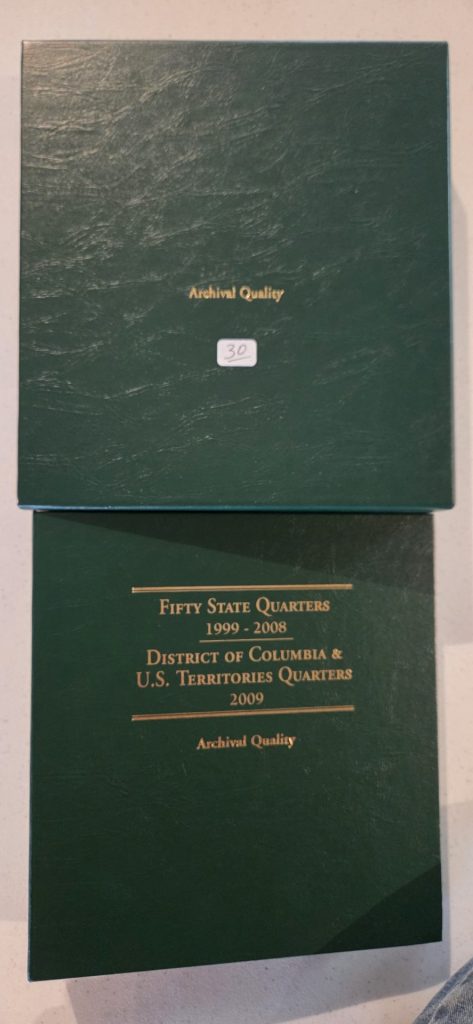 Archival Quality
30
FIFTY STATE QUARTERS
1999 - 2008
DISTRICT OF COLUMBIA &
U.S. TERRITORIES QUARTERS
2009
Archival Quality